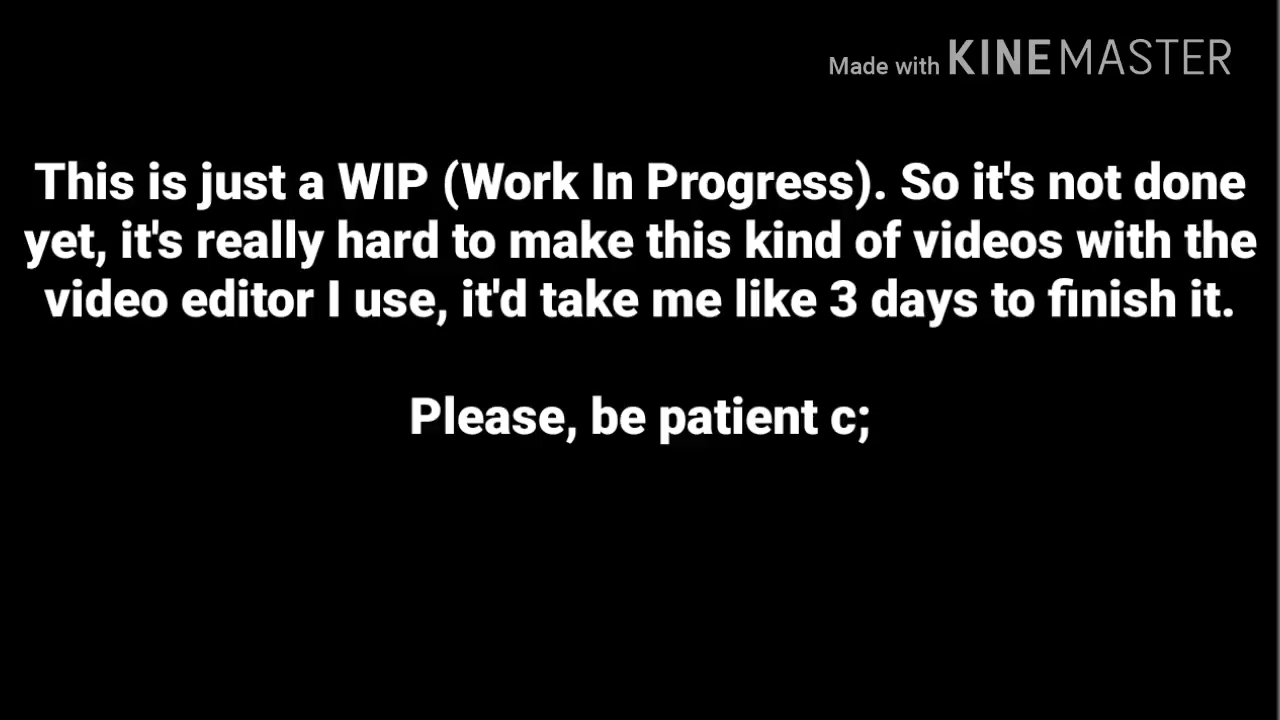 Made with KINEMASTER
This is just a WIP (Work In Progress). So it's not done
yet, it's really hard to make this kind of videos with the
video editor I use, it'd take me like 3 days to finish it.
Please, be patient c;